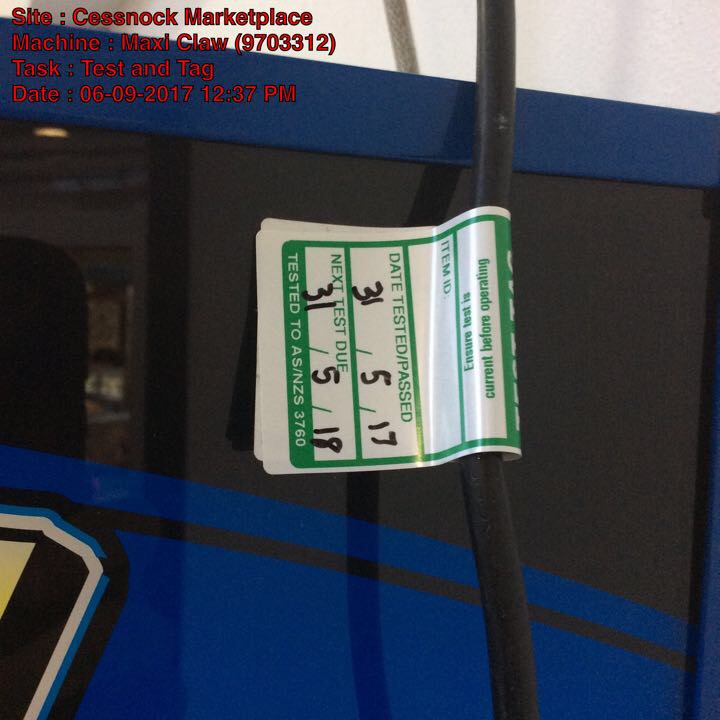 Site : Cessnock Marketplace
Machine : Maxi Claw (9703312)
Task : Test and Tag
Date : 06-09-2017 12:37 PM
Ensure test is
current before operating
ITEM ID:
DATE TESTED/PASSED
31 / 5 / 17
NEXT TEST DUE
31 / 5 / 18
TESTED TO AS/NZS 3760